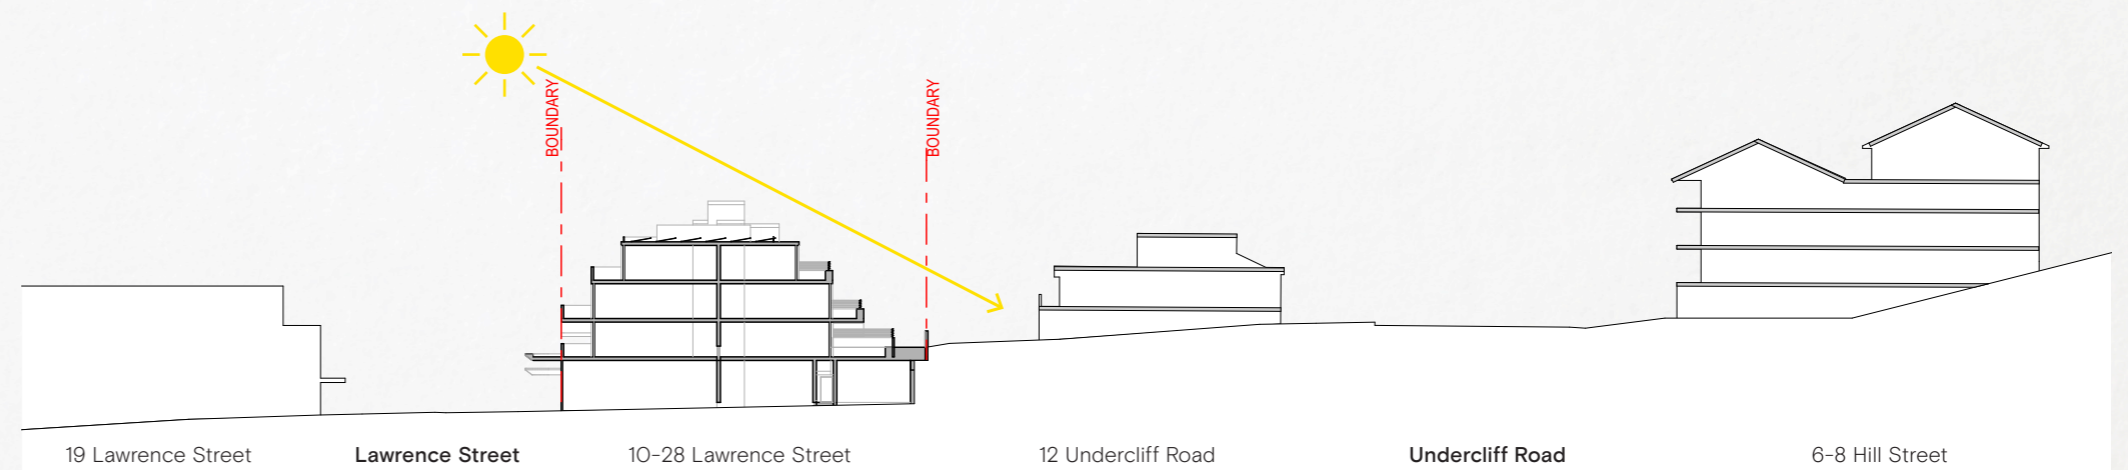 BOUNDARY
BOUNDARY
19 Lawrence Street
Lawrence Street
10-28 Lawrence Street
12 Undercliff Road
Undercliff Road
6-8 Hill Street